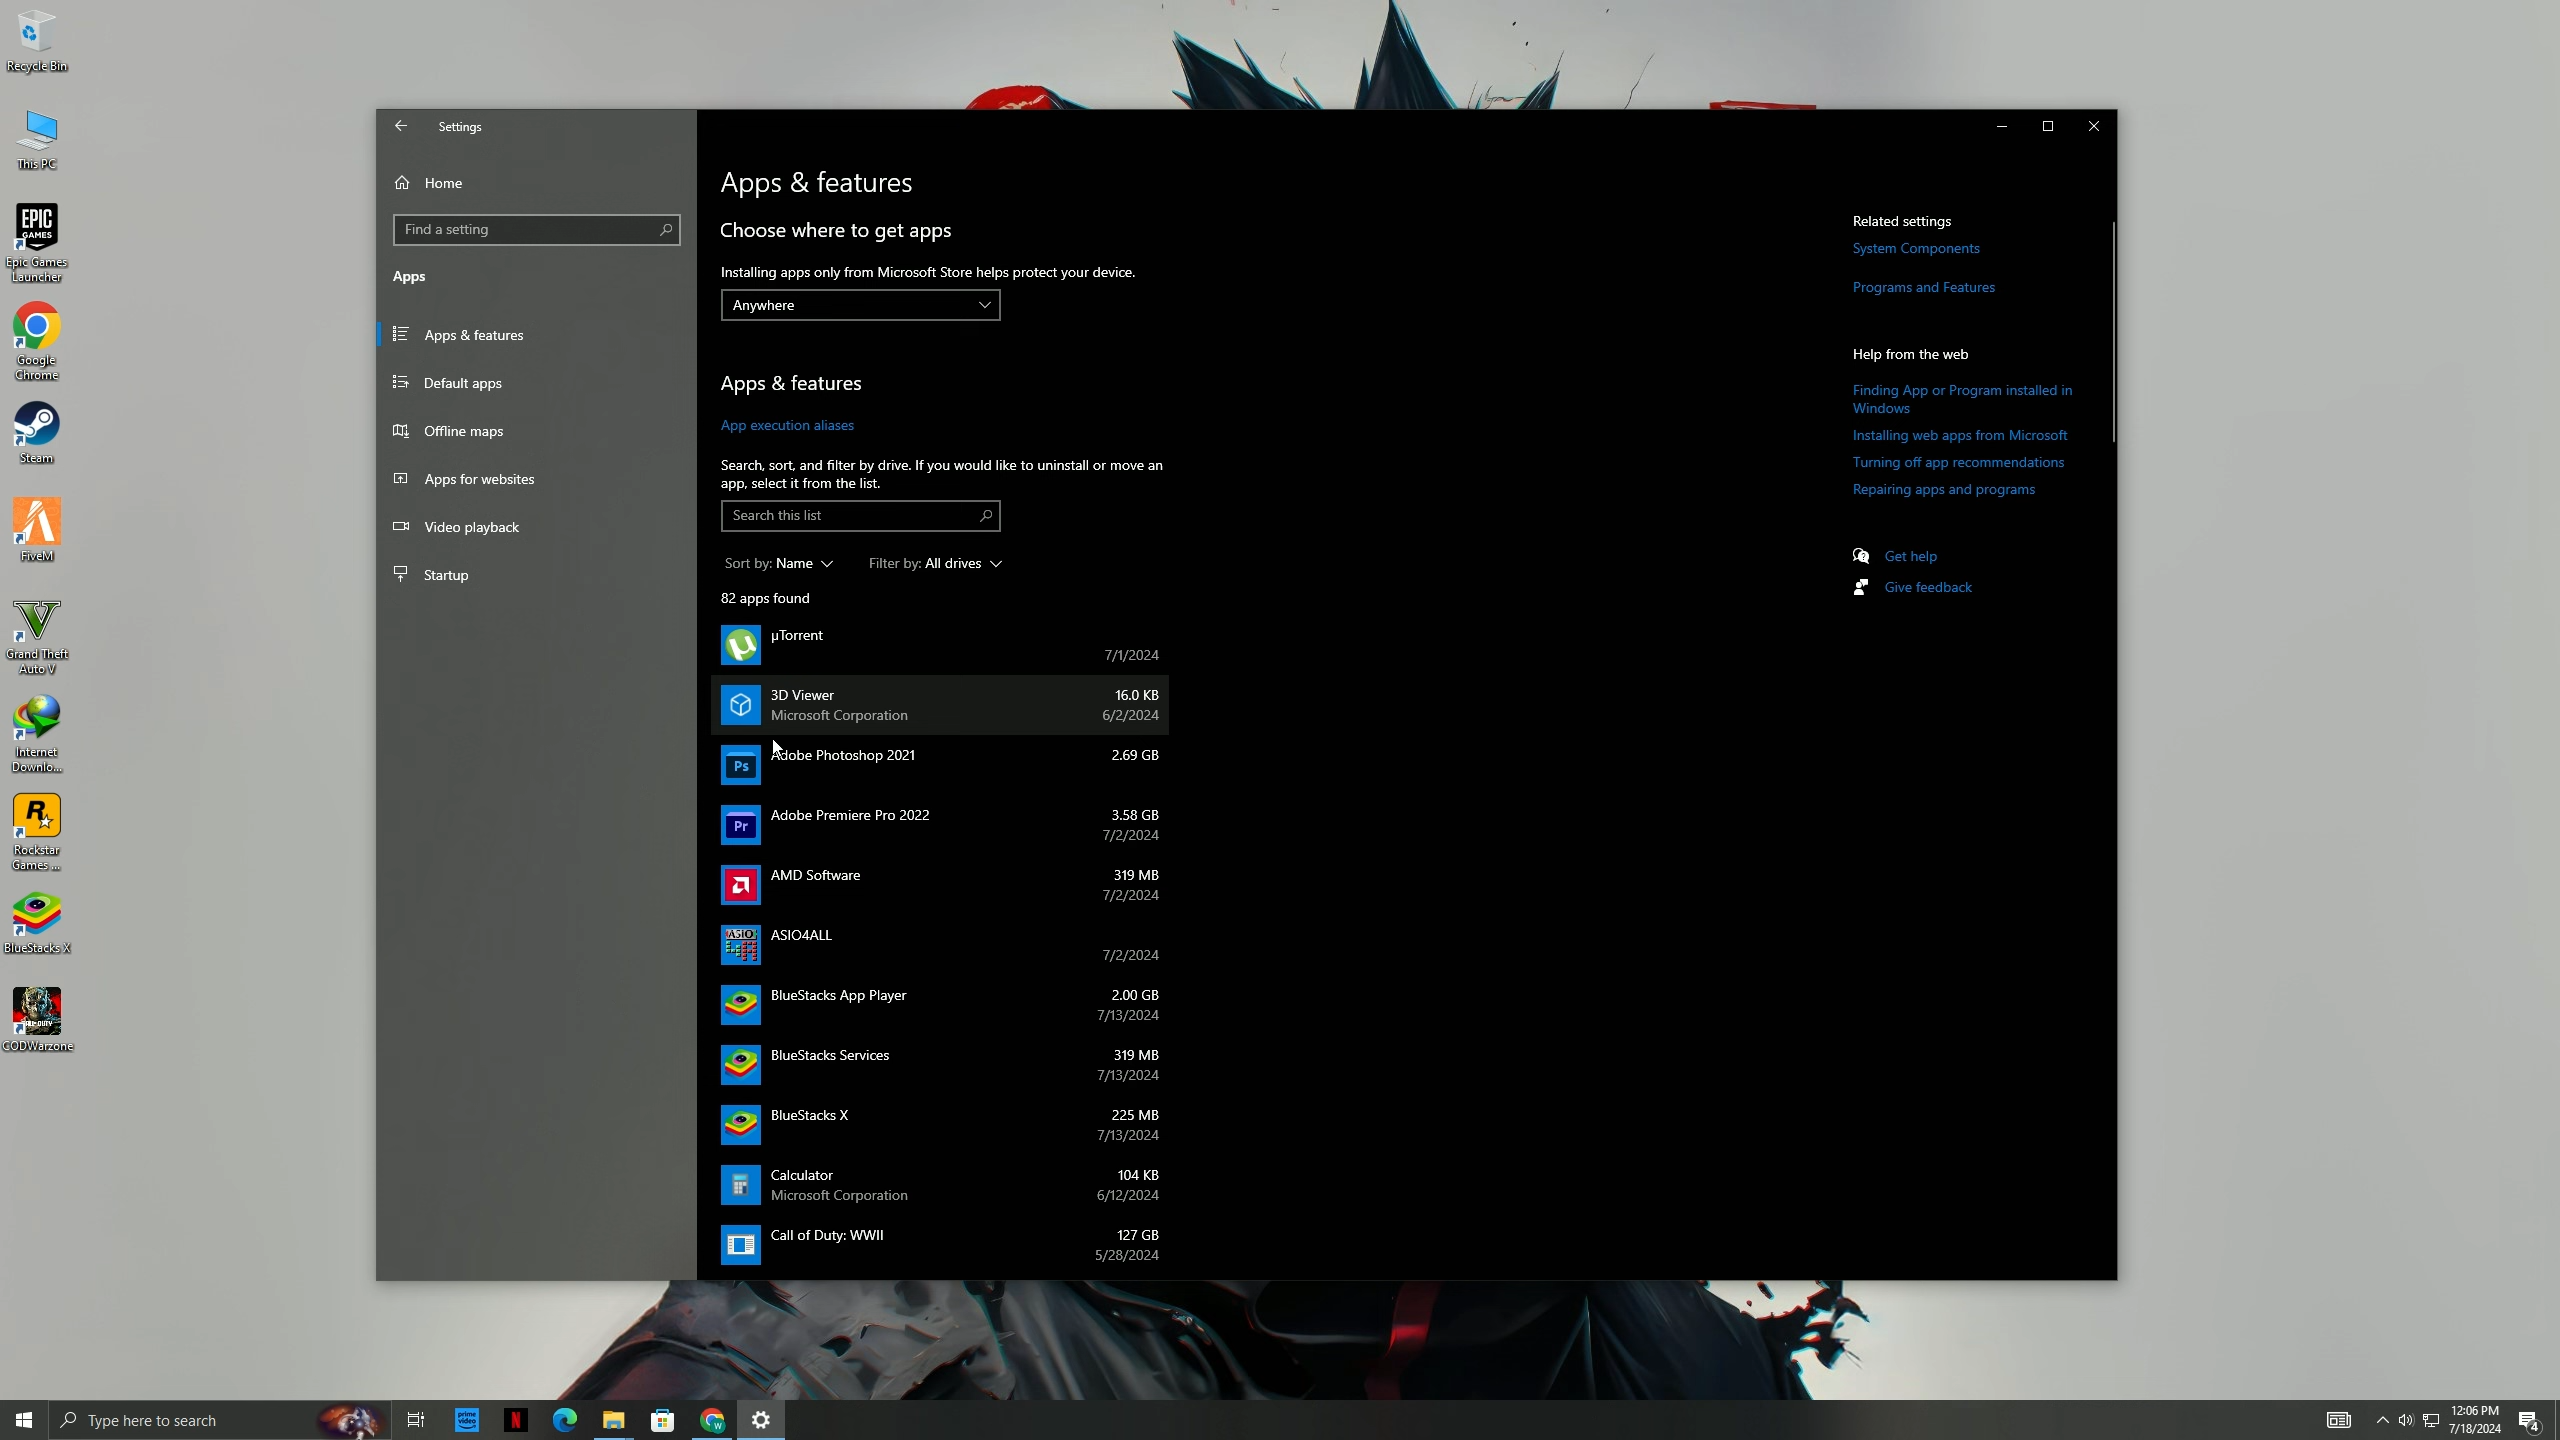 Recycle Bin
This PC
EPIC
GAMES
Epic Games
Launcher
Google
Chrome
Steam
FiveM
Grand Theft
Auto V
Internet
Downlo...
Rockstar
Games ...
BlueStacks X
CODWarzone
Settings
Home
Find a setting
Apps
Apps & features
Default apps
Offline maps
Apps for websites
Video playback
Startup
Apps & features
Choose where to get apps
Installing apps only from Microsoft Store helps protect your device.
Anywhere
Apps & features
App execution aliases
Search, sort, and filter by drive. If you would like to uninstall or move an
app, select it from the list.
Search this list
Sort by: Name Filter by: All drives
82 apps found
µTorrent
7/1/2024
3D Viewer 16.0 KB
Microsoft Corporation 6/2/2024
Ps Adobe Photoshop 2021 2.69 GB
Pr Adobe Premiere Pro 2022 3.58 GB
7/2/2024
AMD Software 319 MB
7/2/2024
ASIO ASIO4ALL
7/2/2024
BlueStacks App Player 2.00 GB
7/13/2024
BlueStacks Services 319 MB
7/13/2024
BlueStacks X 225 MB
7/13/2024
Calculator 104 KB
Microsoft Corporation 6/12/2024
Call of Duty: WWII 127 GB
5/28/2024
Related settings
System Components
Programs and Features
Help from the web
Finding App or Program installed in
Windows
Installing web apps from Microsoft
Turning off app recommendations
Repairing apps and programs
Get help
Give feedback
Type here to search
prime
video
N
12:06 PM
7/18/2024
4